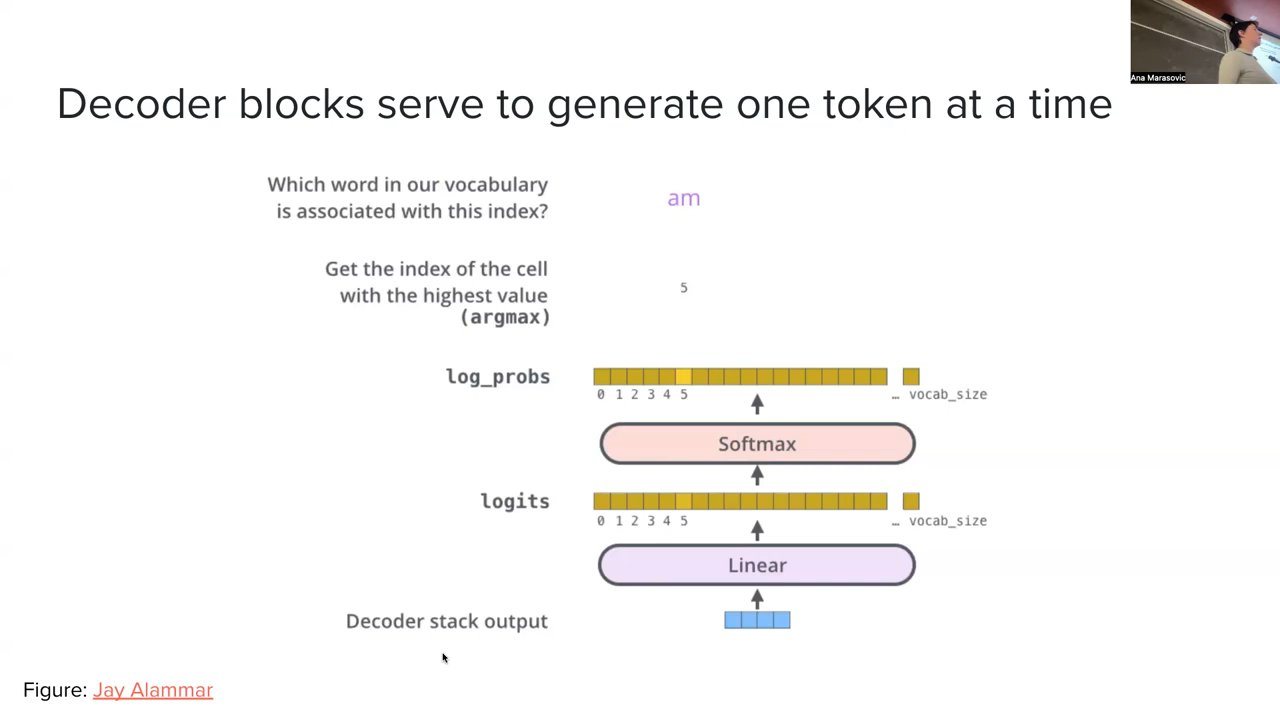 Ana Marasovic
Decoder blocks serve to generate one token at a time
Which word in our vocabulary
is associated with this index?
am
Get the index of the cell
with the highest value
(argmax)
5
log_probs
0 1 2 3 4 5 … vocab_size
Softmax
logits
0 1 2 3 4 5 … vocab_size
Linear
Decoder stack output
Figure: Jay Alammar